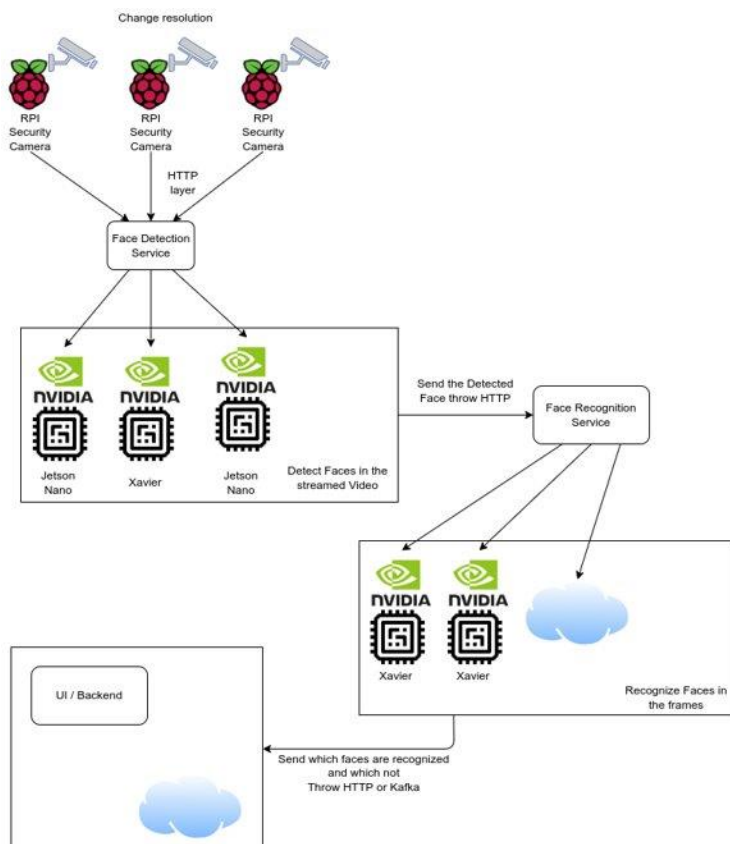 Change resolution
RPI
Security
Camera
RPI
Security
Camera
RPI
Security
Camera
HTTP
layer
Face Detection
Service
NVIDIA
NVIDIA
NVIDIA
Jetson
Nano
Xavier
Jetson
Nano
Detect Faces in the
streamed Video
Send the Detected
Face throw HTTP
Face Recognition
Service
NVIDIA
NVIDIA
Xavier
Xavier
Recognize Faces in
the frames
UI / Backend
Send which faces are recognized
and which not
Throw HTTP or Kafka